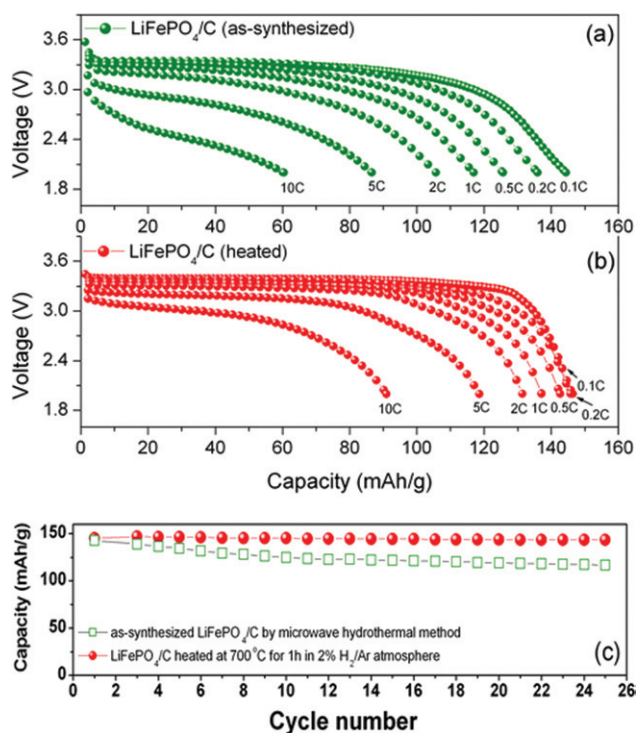 LiFePO₄/C (as-synthesized)
(a)
Voltage (V)
3.6
3.0
2.4
1.8
10C
5C
2C
1C
0.5C
0.2C
0.1C
0 20 40 60 80 100 120 140 160
LiFePO₄/C (heated)
(b)
Voltage (V)
3.6
3.0
2.4
1.8
0.1C
10C
5C
2C
1C
0.5C
0.2C
0 20 40 60 80 100 120 140 160
Capacity (mAh/g)
Capacity (mAh/g)
150
100
50
0
as-synthesized LiFePO₄/C by microwave hydrothermal method
LiFePO₄/C heated at 700°C for 1h in 2% H₂/Ar atmosphere
(c)
0 2 4 6 8 10 12 14 16 18 20 22 24 26
Cycle number